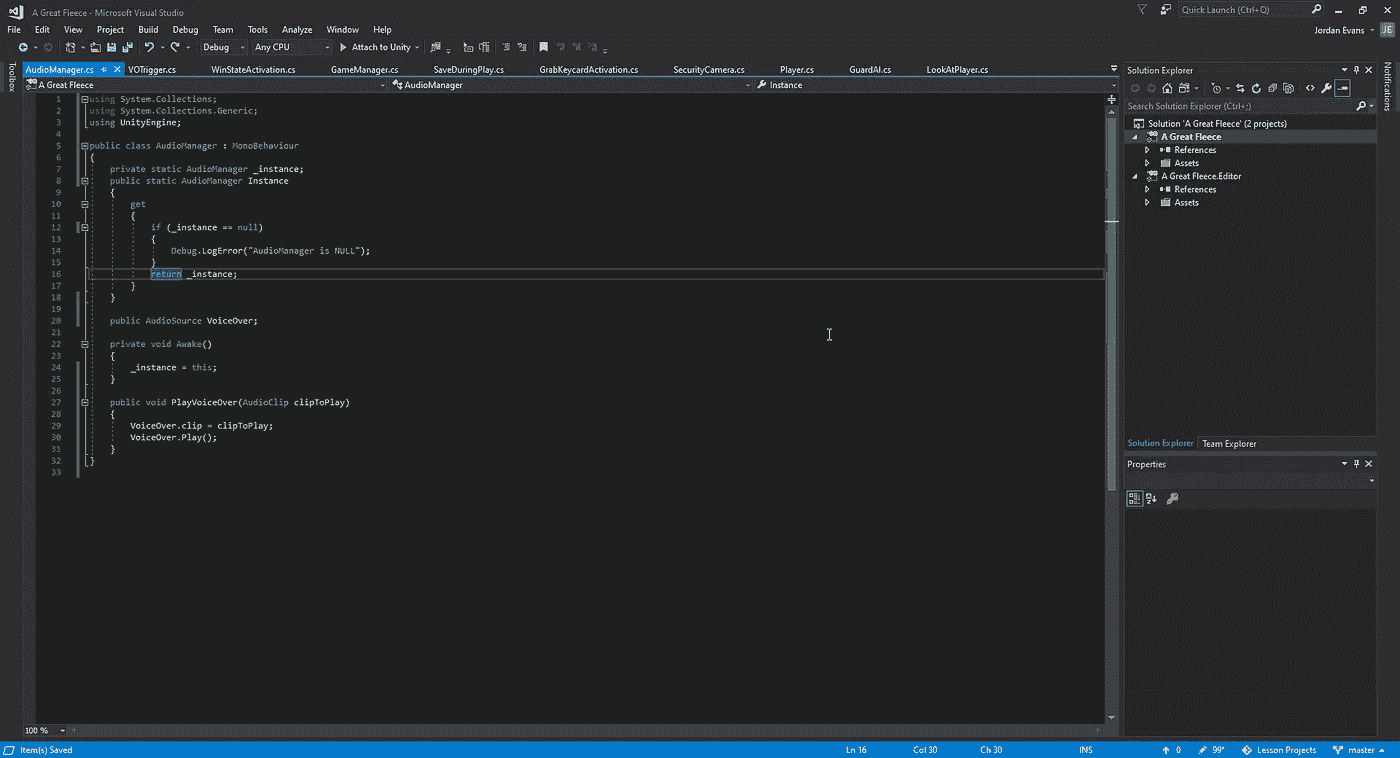 A Great Fleece - Microsoft Visual Studio
Quick Launch (Ctrl+Q)
File Edit View Project Build Debug Team Tools Analyze Window Help
Jordan Evans JE
Debug Any CPU Attach to Unity
Toolbox
AudioManager.cs VOTrigger.cs WinStateActivation.cs GameManager.cs SaveDuringPlay.cs GrabKeycardActivation.cs SecurityCamera.cs Player.cs GuardAI.cs LookAtPlayer.cs
A Great Fleece AudioManager Instance
1 using System.Collections;
2 using System.Collections.Generic;
3 using UnityEngine;
4
5 public class AudioManager : MonoBehaviour
6 {
7 private static AudioManager _instance;
8 public static AudioManager Instance
9 {
10 get
11 {
12 if (_instance == null)
13 {
14 Debug.LogError("AudioManager is NULL");
15 }
16 return _instance;
17 }
18 }
19
20 public AudioSource VoiceOver;
21
22 private void Awake()
23 {
24 _instance = this;
25 }
26
27 public void PlayVoiceOver(AudioClip clipToPlay)
28 {
29 VoiceOver.clip = clipToPlay;
30 VoiceOver.Play();
31 }
32 }
33
100 %
Solution Explorer
Search Solution Explorer (Ctrl+;)
Solution 'A Great Fleece' (2 projects)
A Great Fleece
References
Assets
A Great Fleece.Editor
References
Assets
Solution Explorer Team Explorer
Properties
Notifications
Item(s) Saved Ln 16 Col 30 Ch 30 INS 0 99* Lesson Projects master